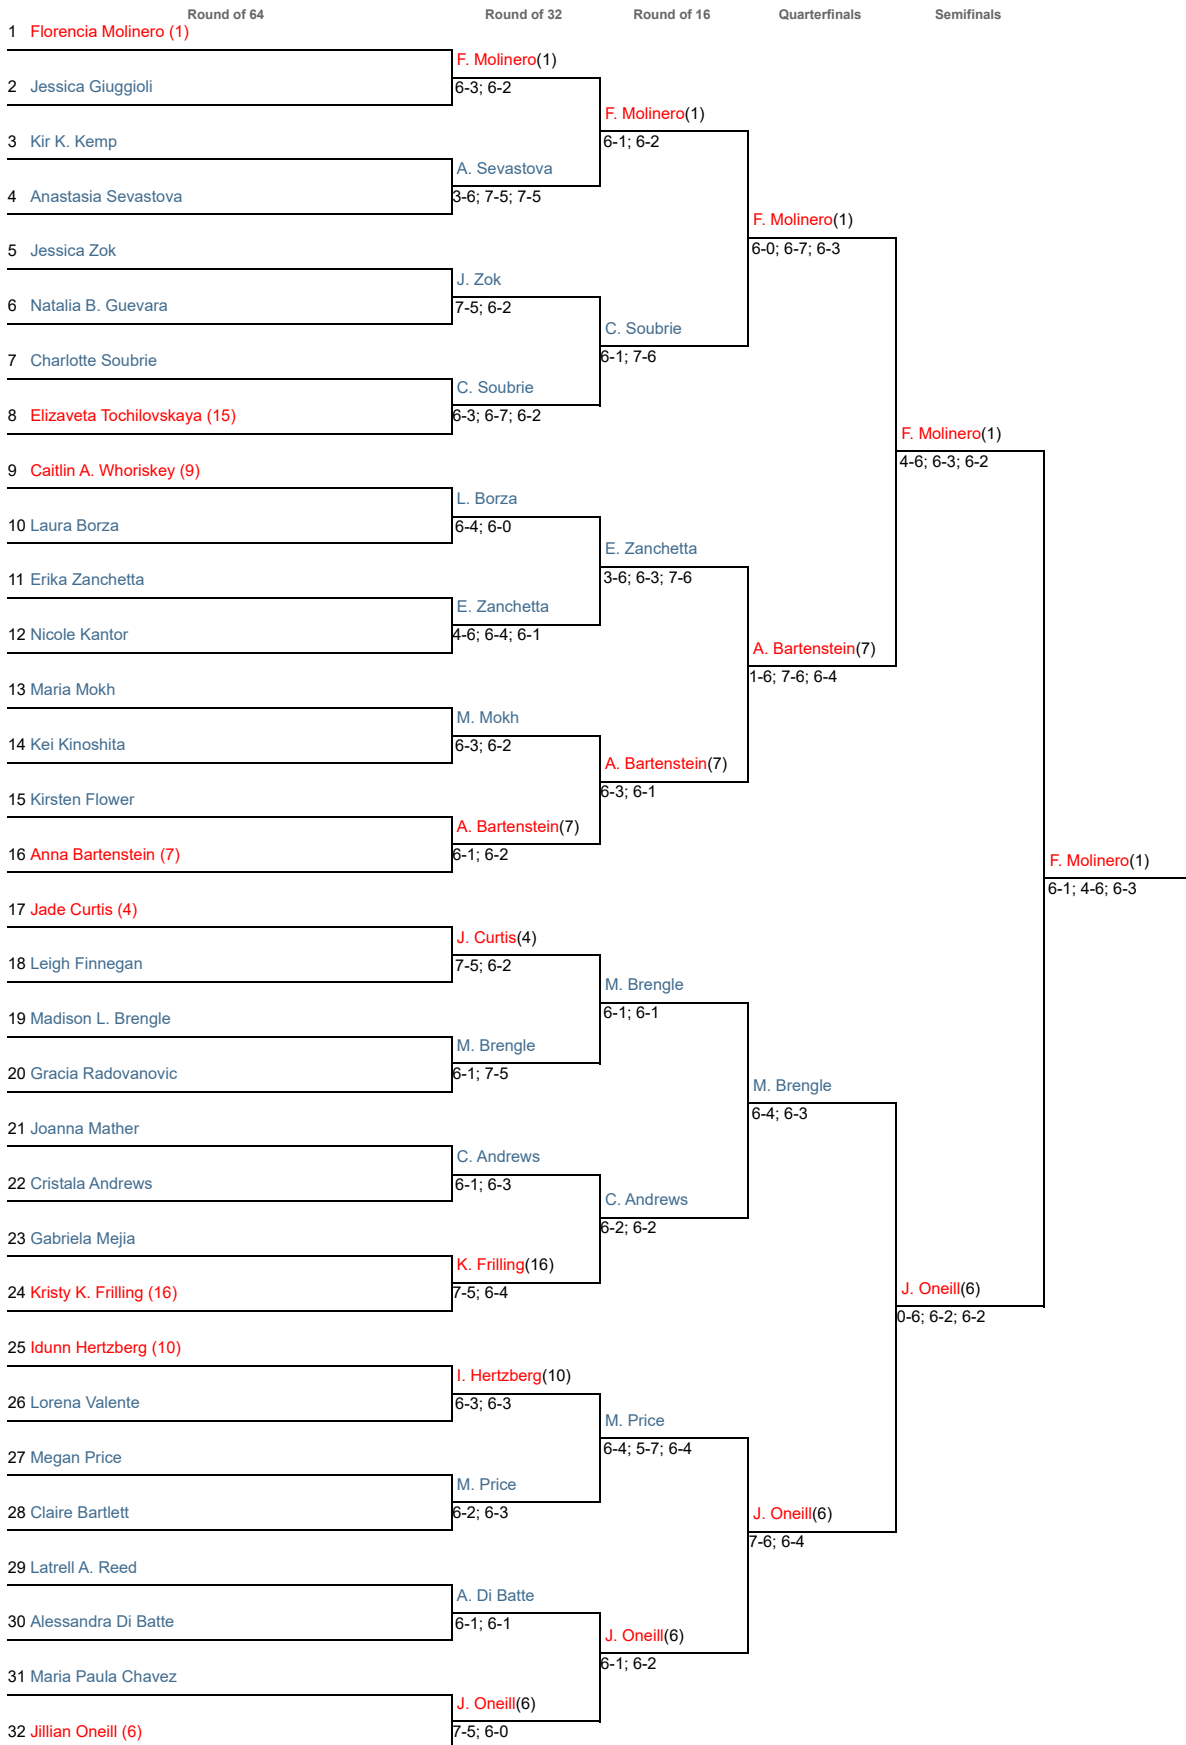 Round of 64
Round of 32
Round of 16
Quarterfinals
Semifinals
1 Florencia Molinero (1)
F. Molinero(1)
2 Jessica Giuggioli
6-3; 6-2
F. Molinero(1)
3 Kir K. Kemp
6-1; 6-2
A. Sevastova
4 Anastasia Sevastova
3-6; 7-5; 7-5
F. Molinero(1)
5 Jessica Zok
6-0; 6-7; 6-3
J. Zok
6 Natalia B. Guevara
7-5; 6-2
C. Soubrie
7 Charlotte Soubrie
6-1; 7-6
C. Soubrie
8 Elizaveta Tochilovskaya (15)
6-3; 6-7; 6-2
F. Molinero(1)
4-6; 6-3; 6-2
9 Caitlin A. Whoriskey (9)
L. Borza
10 Laura Borza
6-4; 6-0
E. Zanchetta
11 Erika Zanchetta
3-6; 6-3; 7-6
E. Zanchetta
12 Nicole Kantor
4-6; 6-4; 6-1
A. Bartenstein(7)
1-6; 7-6; 6-4
13 Maria Mokh
M. Mokh
14 Kei Kinoshita
6-3; 6-2
A. Bartenstein(7)
6-3; 6-1
15 Kirsten Flower
A. Bartenstein(7)
16 Anna Bartenstein (7)
6-1; 6-2
F. Molinero(1)
6-1; 4-6; 6-3
17 Jade Curtis (4)
J. Curtis(4)
18 Leigh Finnegan
7-5; 6-2
M. Brengle
6-1; 6-1
19 Madison L. Brengle
M. Brengle
20 Gracia Radovanovic
6-1; 7-5
M. Brengle
6-4; 6-3
21 Joanna Mather
C. Andrews
22 Cristala Andrews
6-1; 6-3
C. Andrews
6-2; 6-2
23 Gabriela Mejia
K. Frilling(16)
24 Kristy K. Frilling (16)
7-5; 6-4
J. Oneill(6)
0-6; 6-2; 6-2
25 Idunn Hertzberg (10)
I. Hertzberg(10)
26 Lorena Valente
6-3; 6-3
M. Price
6-4; 5-7; 6-4
27 Megan Price
M. Price
28 Claire Bartlett
6-2; 6-3
J. Oneill(6)
7-6; 6-4
29 Latrell A. Reed
A. Di Batte
30 Alessandra Di Batte
6-1; 6-1
J. Oneill(6)
6-1; 6-2
31 Maria Paula Chavez
J. Oneill(6)
32 Jillian Oneill (6)
7-5; 6-0